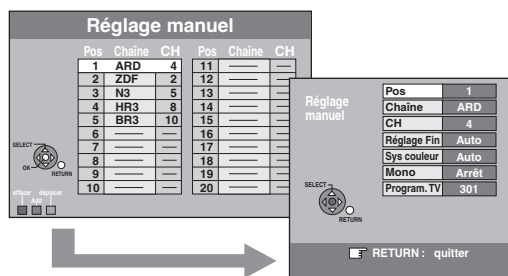 Réglage manuel
Pos Chaîne CH Pos Chaîne CH
1 ARD 4 11 —— —
2 ZDF 2 12 —— —
3 N3 5 13 —— —
4 HR3 8 14 —— —
5 BR3 10 15 —— —
6 —— — 16 —— —
7 —— — 17 —— —
8 —— — 18 —— —
9 —— — 19 —— —
10 —— — 20 —— —
SELECT
OK
RETURN
effacer déplacer
Add
Réglage
manuel
Pos 1
Chaîne ARD
CH 4
Réglage Fin Auto
Sys couleur Auto
Mono Arrêt
Program. TV 301
SELECT
RETURN
RETURN : quitter